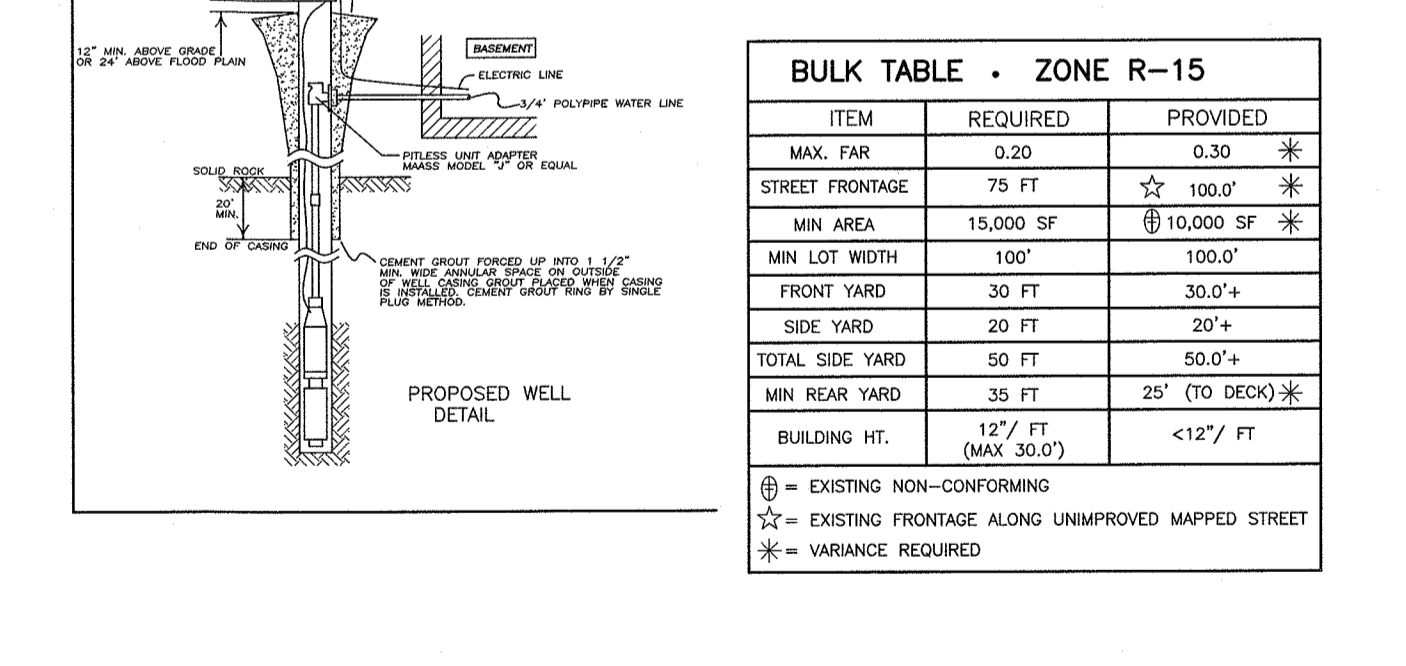 12" MIN. ABOVE GRADE
OR 24' ABOVE FLOOD PLAIN
BASEMENT
ELECTRIC LINE
3/4' POLYPIPE WATER LINE
PITLESS UNIT ADAPTER
MAASS MODEL "J" OR EQUAL
SOLID ROCK
20'
MIN.
END OF CASING
CEMENT GROUT FORCED UP INTO 1 1/2"
MIN. WIDE ANNULAR SPACE ON OUTSIDE
OF WELL CASING GROUT PLACED WHEN CASING
IS INSTALLED. CEMENT GROUT RING BY SINGLE
PLUG METHOD.
PROPOSED WELL
DETAIL
BULK TABLE • ZONE R-15
ITEM REQUIRED PROVIDED
MAX. FAR 0.20 0.30
STREET FRONTAGE 75 FT 100.0'
MIN AREA 15,000 SF 10,000 SF
MIN LOT WIDTH 100' 100.0'
FRONT YARD 30 FT 30.0'+
SIDE YARD 20 FT 20'+
TOTAL SIDE YARD 50 FT 50.0'+
MIN REAR YARD 35 FT 25' (TO DECK)
BUILDING HT. 12"/ FT <12"/ FT
(MAX 30.0')
= EXISTING NON-CONFORMING
= EXISTING FRONTAGE ALONG UNIMPROVED MAPPED STREET
= VARIANCE REQUIRED